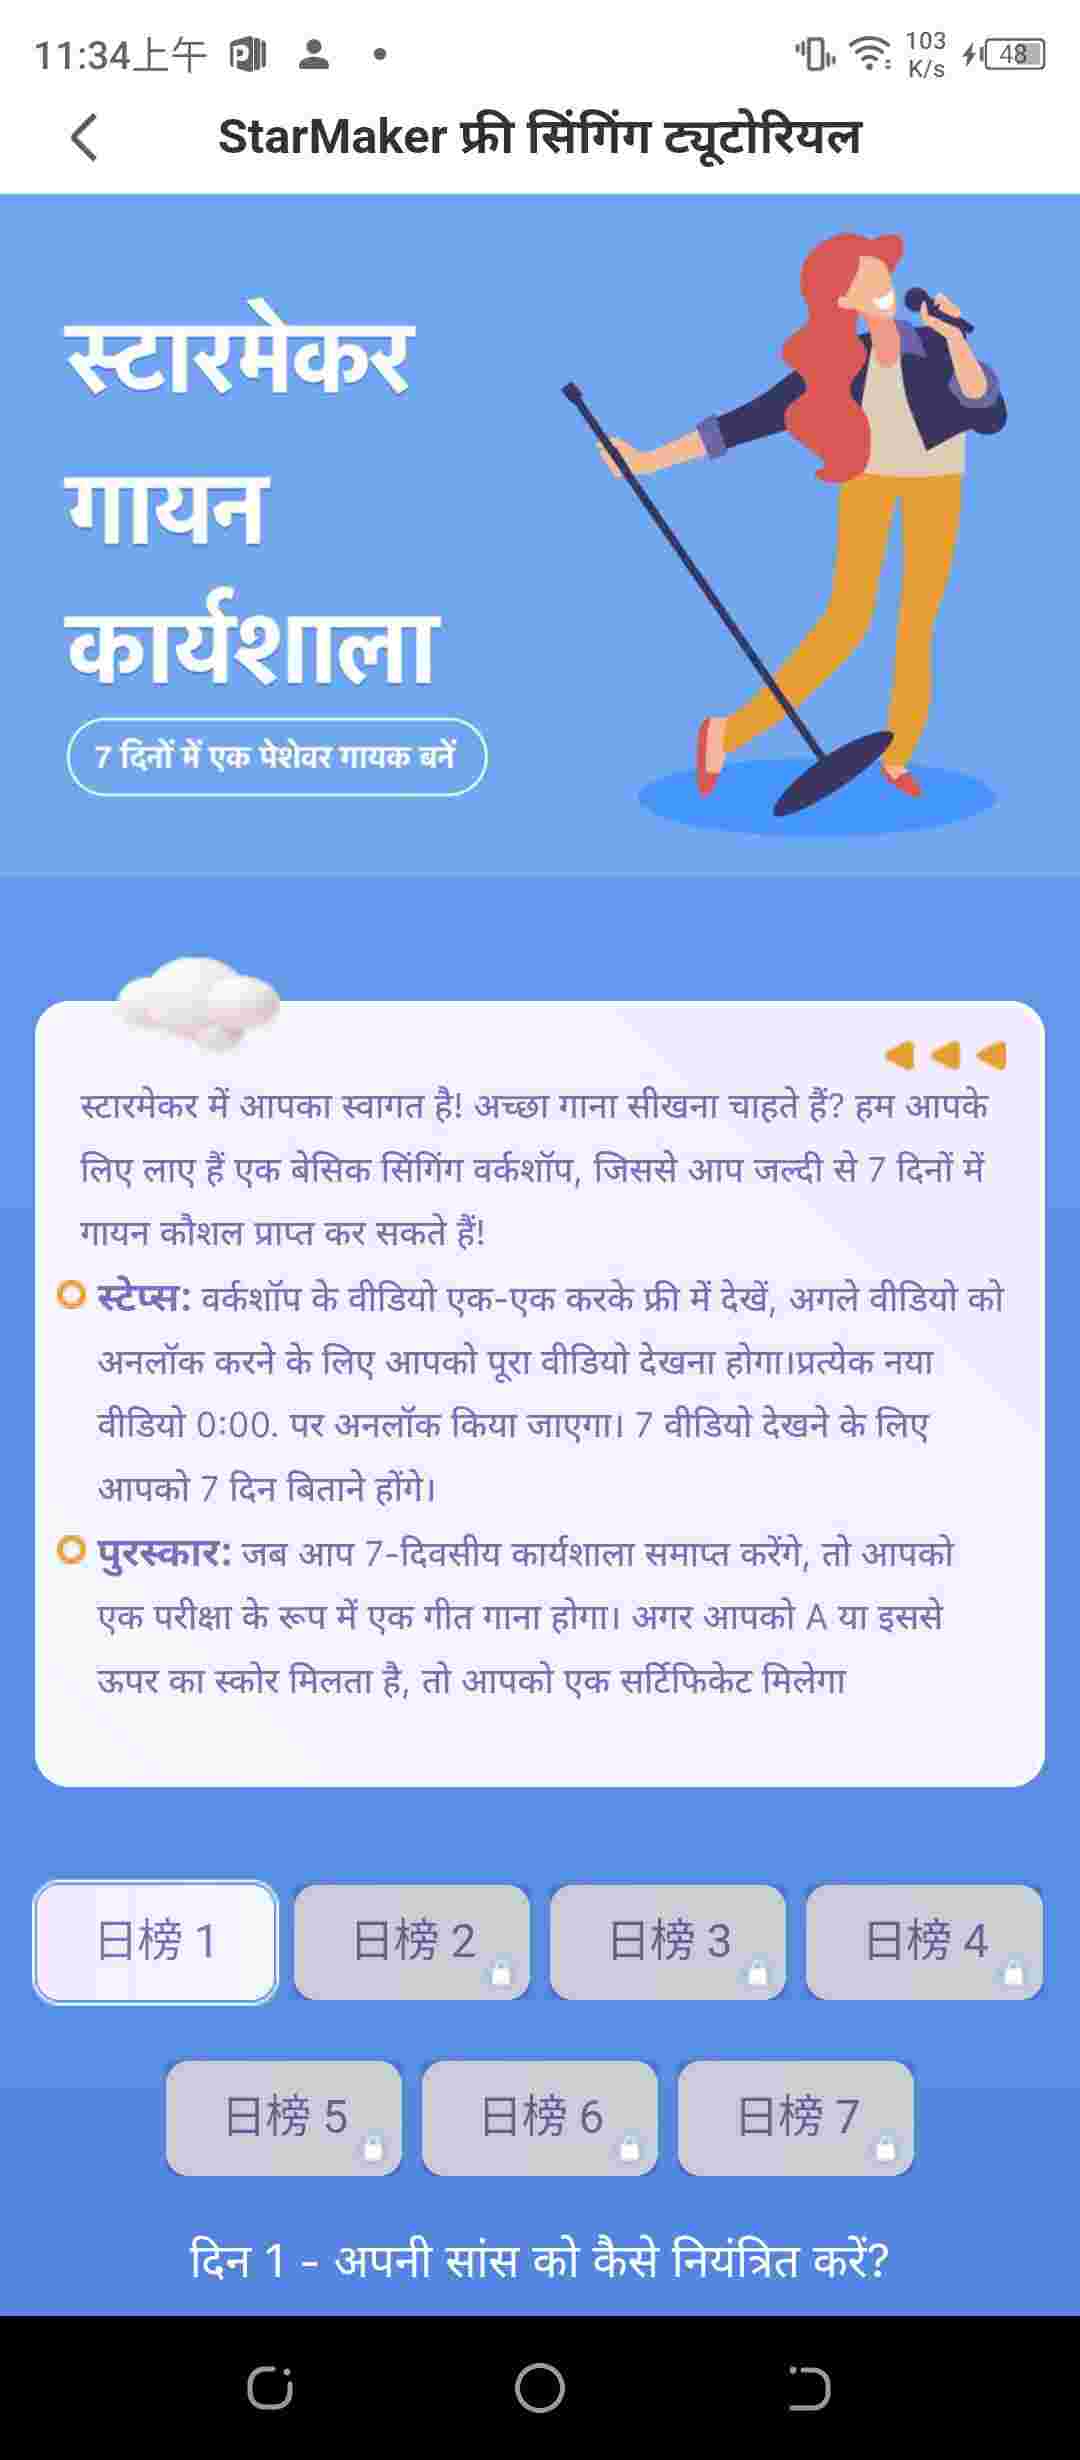 11:34上午
103
K/s
48
StarMaker फ्री सिंगिंग ट्यूटोरियल
स्टारमेकर
गायन
कार्यशाला
7 दिनों में एक पेशेवर गायक बनें
स्टारमेकर में आपका स्वागत है! अच्छा गाना सीखना चाहते हैं? हम आपके
लिए लाए हैं एक बेसिक सिंगिंग वर्कशॉप, जिससे आप जल्दी से 7 दिनों में
गायन कौशल प्राप्त कर सकते हैं!
स्टेप्स: वर्कशॉप के वीडियो एक-एक करके फ्री में देखें, अगले वीडियो को
अनलॉक करने के लिए आपको पूरा वीडियो देखना होगा।प्रत्येक नया
वीडियो 0:00. पर अनलॉक किया जाएगा। 7 वीडियो देखने के लिए
आपको 7 दिन बिताने होंगे।
पुरस्कार: जब आप 7-दिवसीय कार्यशाला समाप्त करेंगे, तो आपको
एक परीक्षा के रूप में एक गीत गाना होगा। अगर आपको A या इससे
ऊपर का स्कोर मिलता है, तो आपको एक सर्टिफिकेट मिलेगा
日榜 1
日榜 2
日榜 3
日榜 4
日榜 5
日榜 6
日榜 7
दिन 1 - अपनी सांस को कैसे नियंत्रित करें?